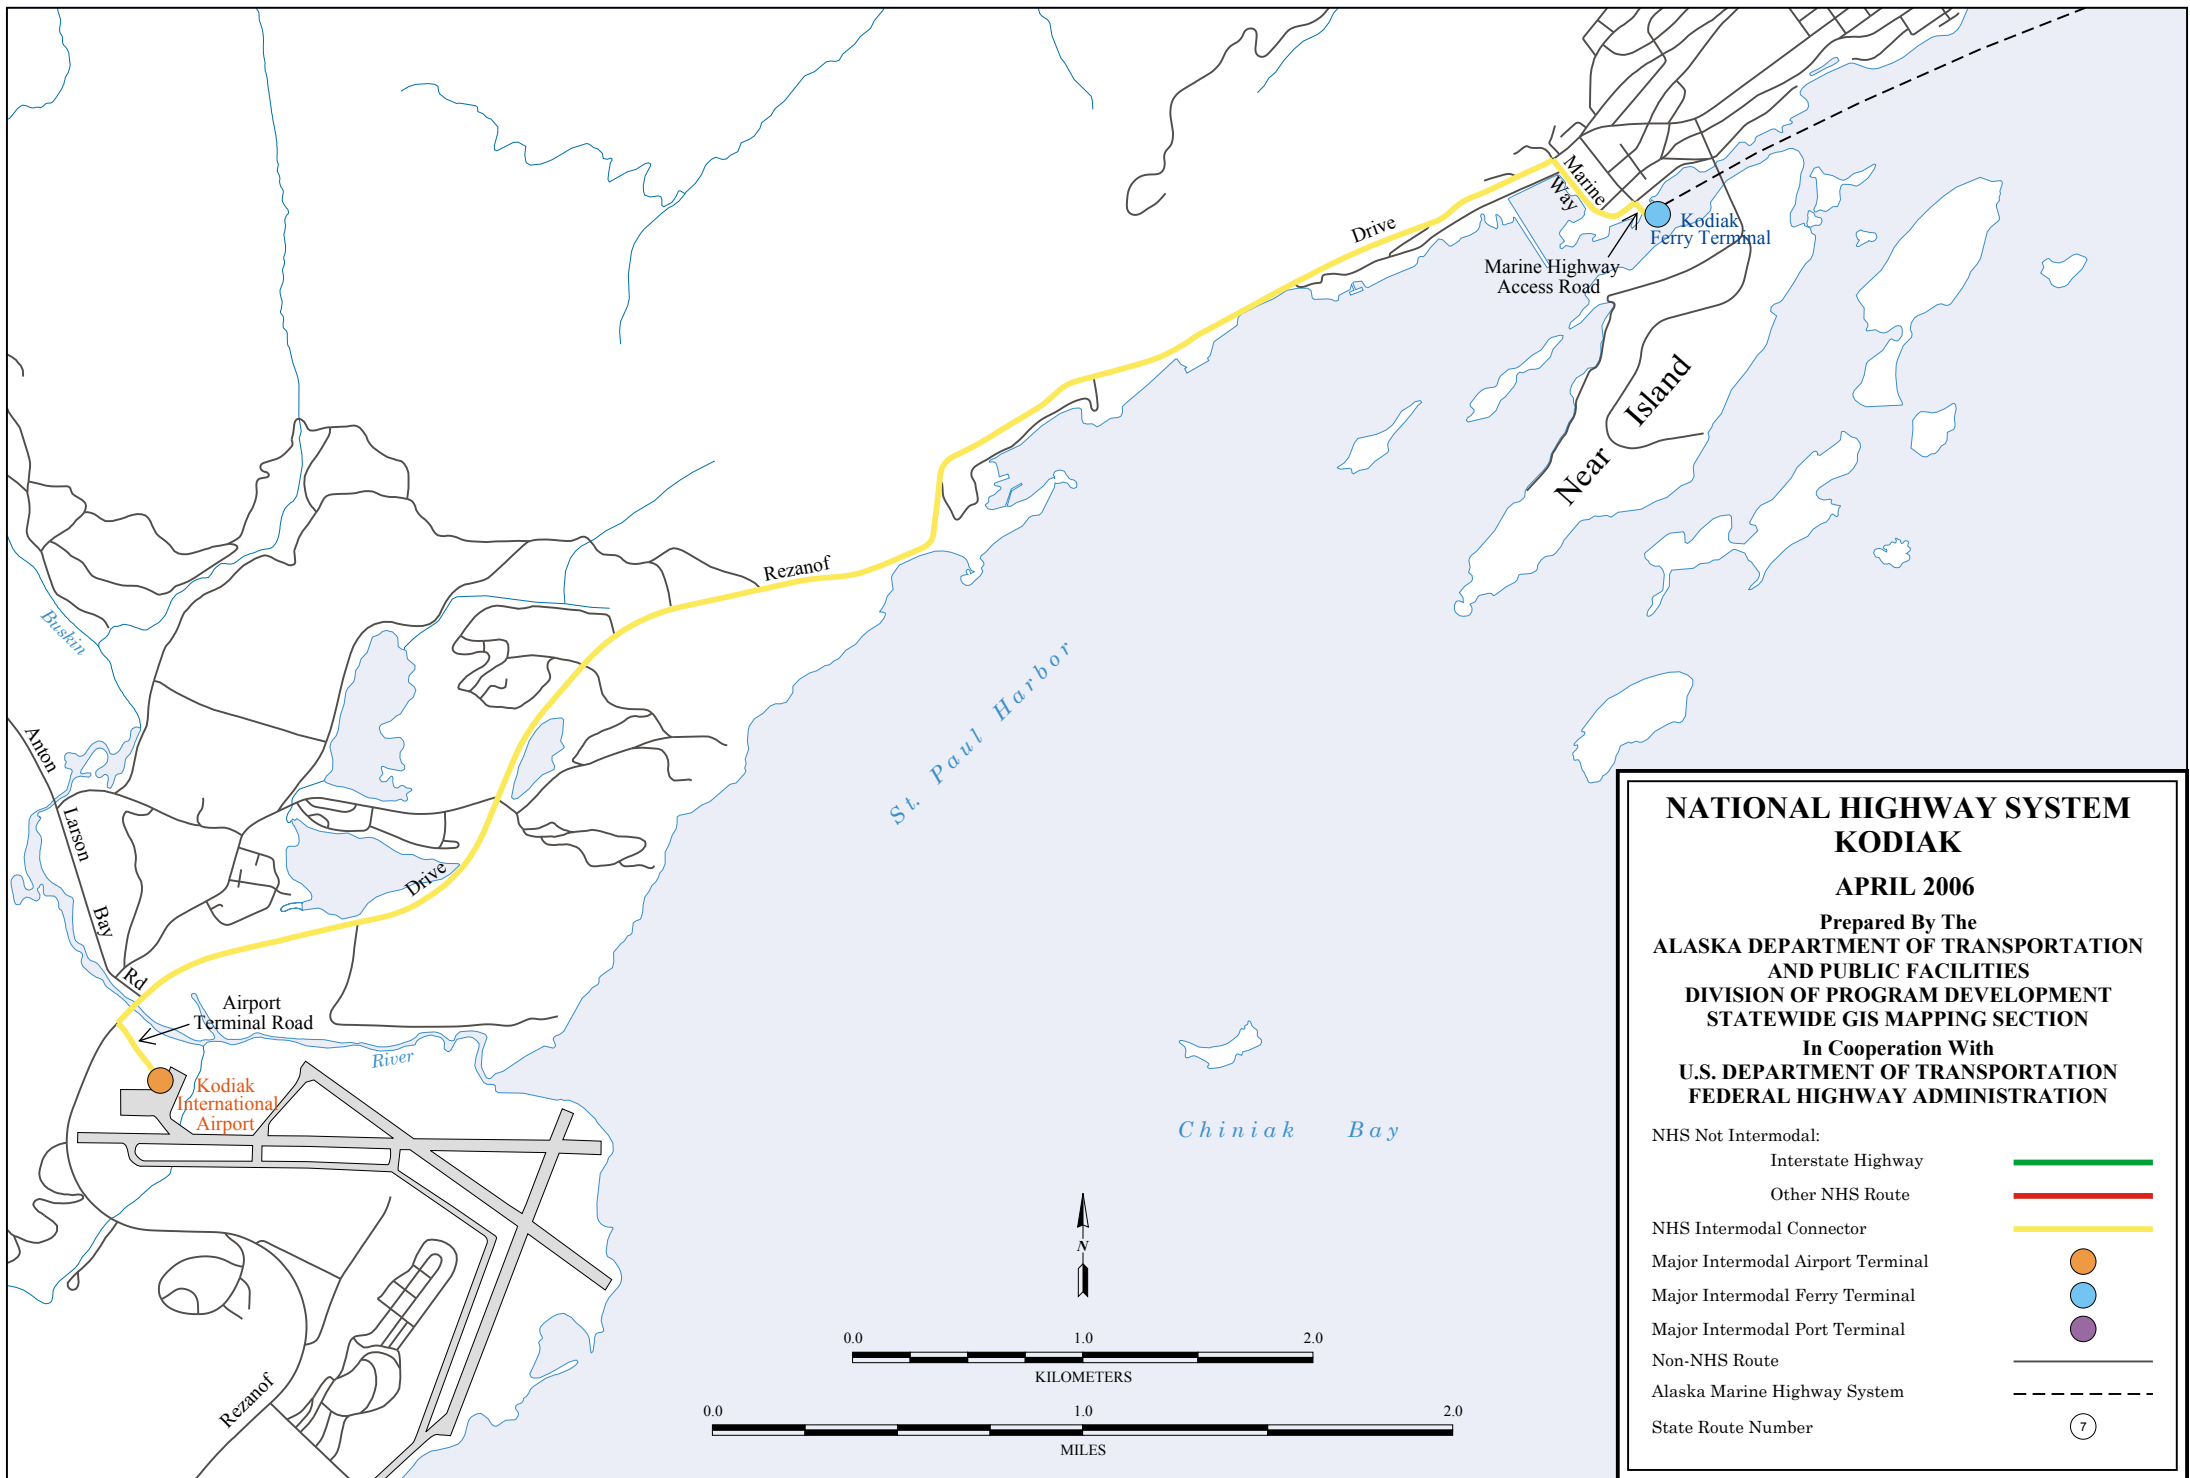 Marine
Way
Drive
Kodiak
Ferry Terminal
Marine Highway
Access Road
Near Island
Rezanof
Buskin
St. Paul Harbor
Anton
Larson
Bay
Rd
Drive
Airport
Terminal Road
River
Kodiak
International
Airport
Chiniak Bay
Rezanof
N
0.0 1.0 2.0
KILOMETERS
0.0 1.0 2.0
MILES
NATIONAL HIGHWAY SYSTEM
KODIAK
APRIL 2006
Prepared By The
ALASKA DEPARTMENT OF TRANSPORTATION
AND PUBLIC FACILITIES
DIVISION OF PROGRAM DEVELOPMENT
STATEWIDE GIS MAPPING SECTION
In Cooperation With
U.S. DEPARTMENT OF TRANSPORTATION
FEDERAL HIGHWAY ADMINISTRATION
NHS Not Intermodal:
Interstate Highway
Other NHS Route
NHS Intermodal Connector
Major Intermodal Airport Terminal
Major Intermodal Ferry Terminal
Major Intermodal Port Terminal
Non-NHS Route
Alaska Marine Highway System
State Route Number 7